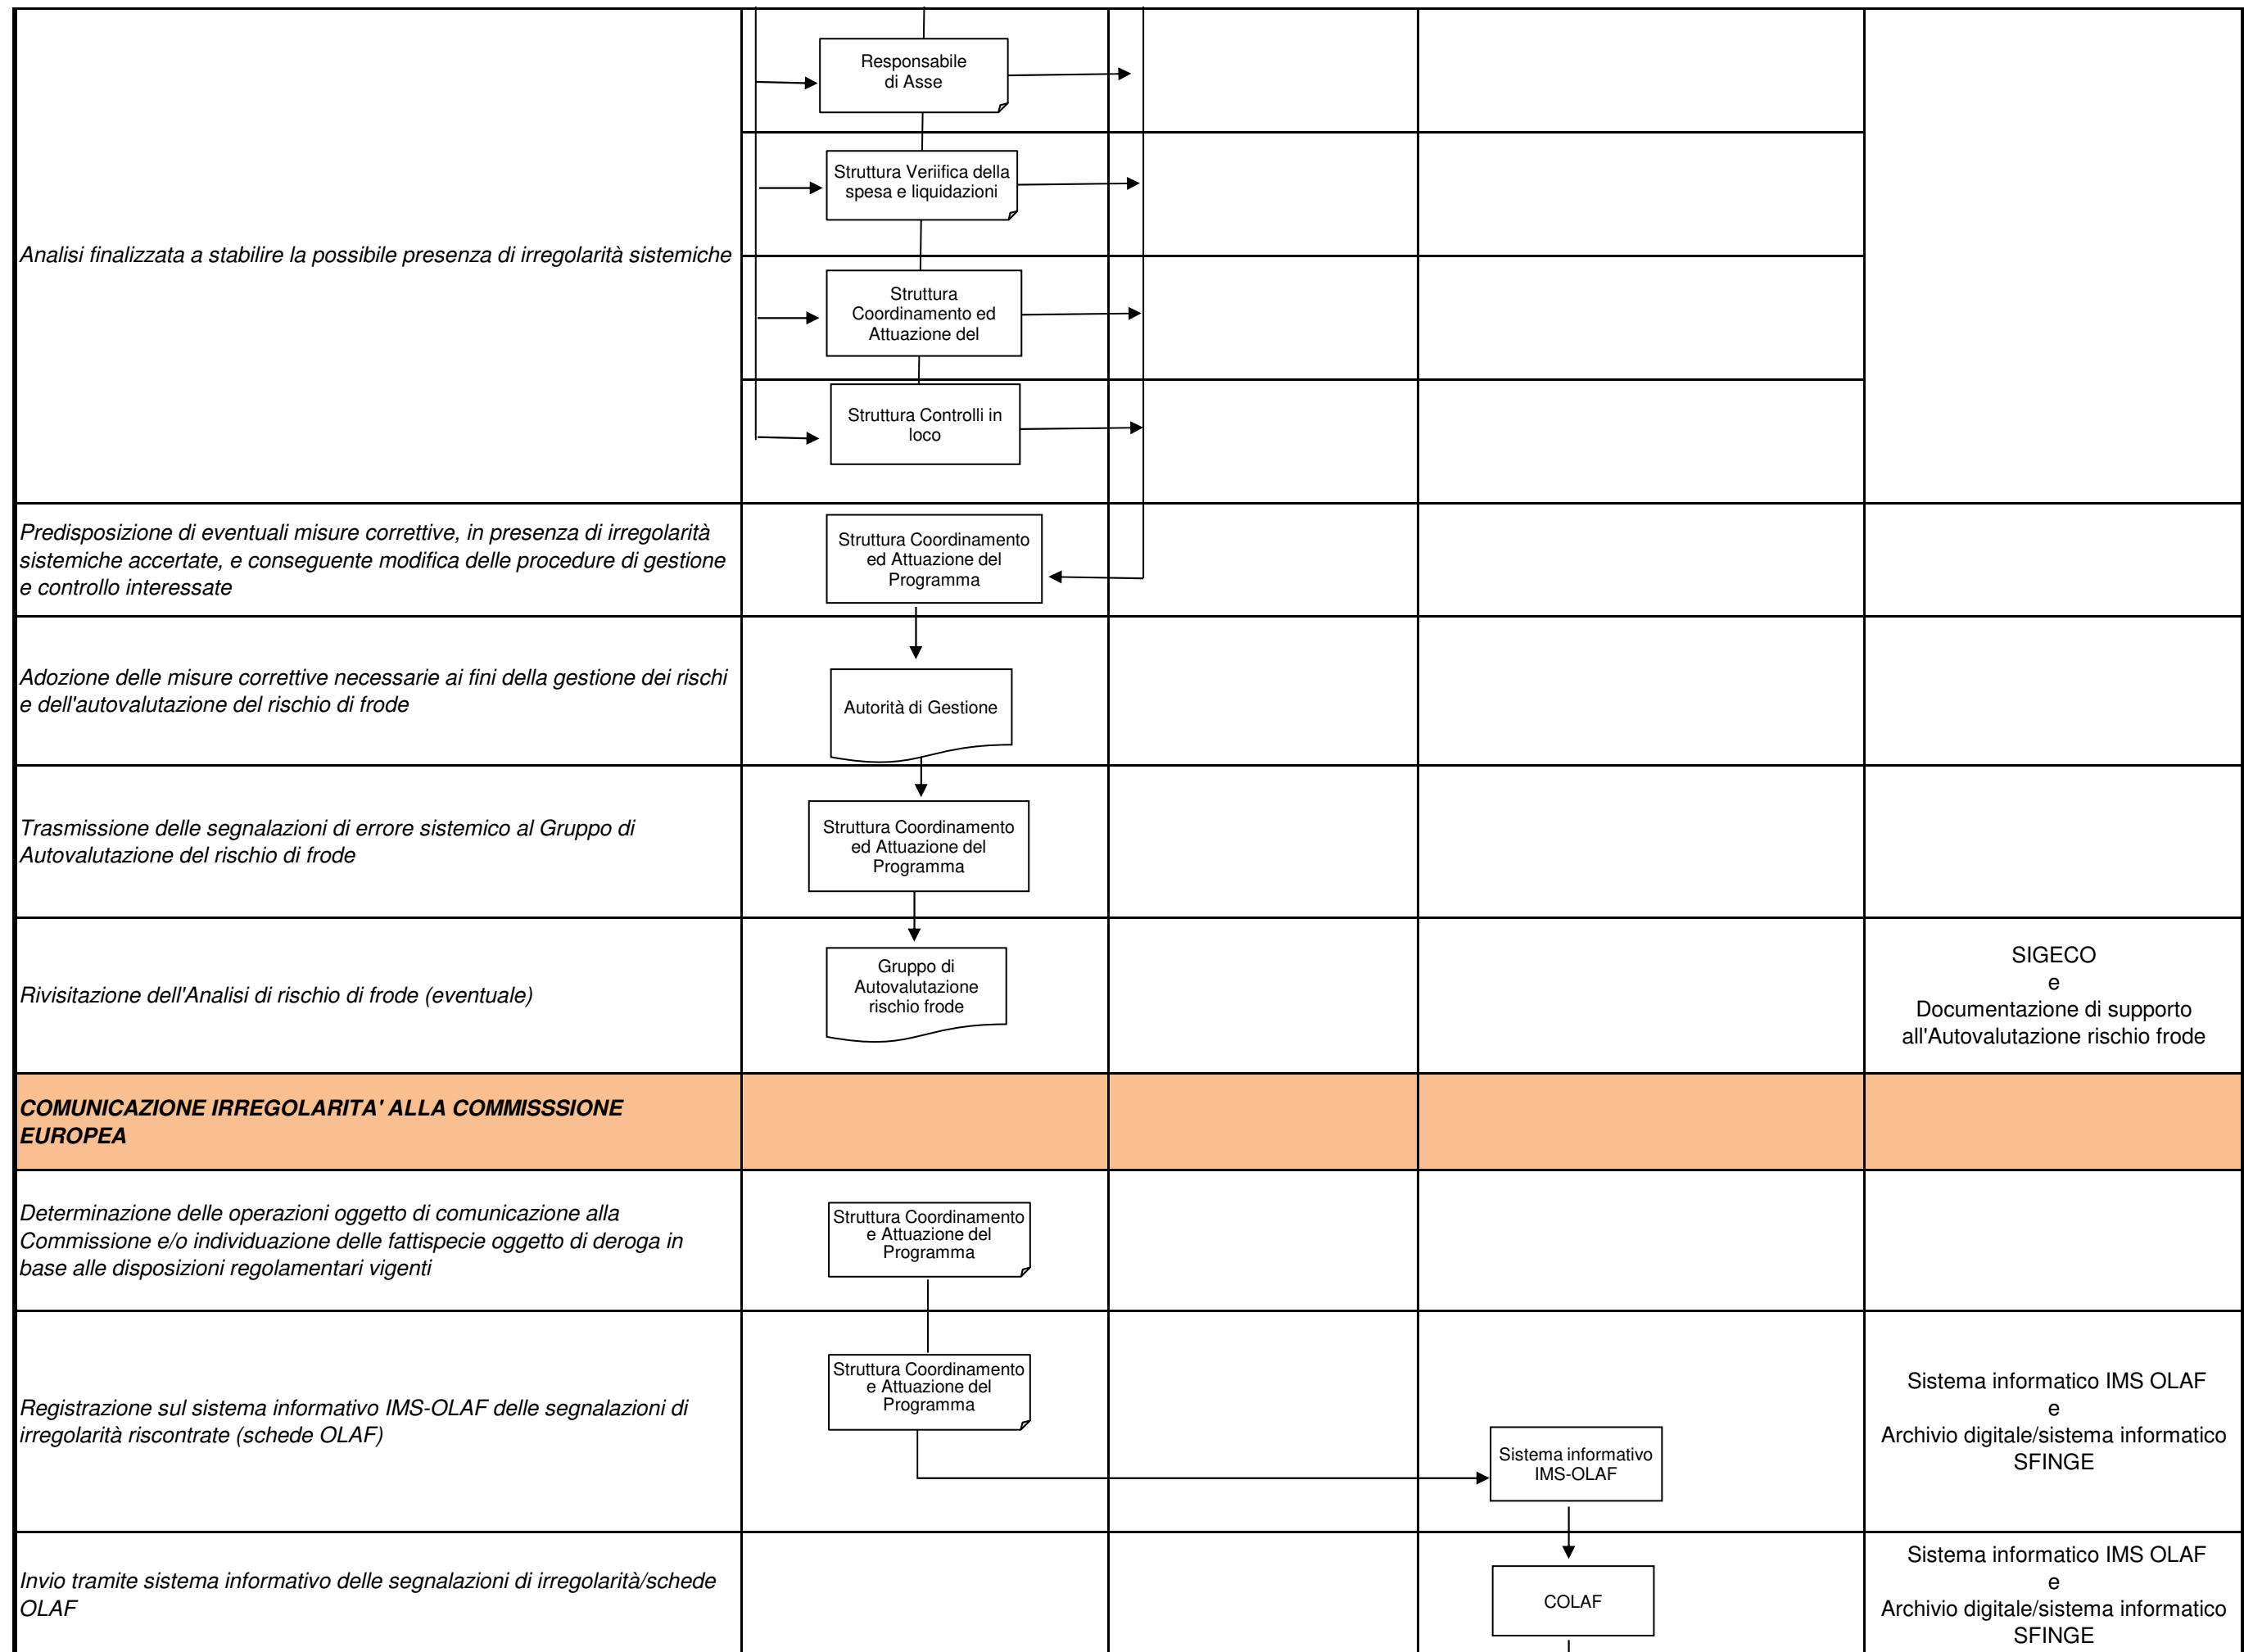 Responsabile
di Asse
Struttura Veriifica della
spesa e liquidazioni
Analisi finalizzata a stabilire la possibile presenza di irregolarità sistemiche
Struttura
Coordinamento ed
Attuazione del
Struttura Controlli in
loco
Predisposizione di eventuali misure correttive, in presenza di irregolarità
sistemiche accertate, e conseguente modifica delle procedure di gestione
e controllo interessate
Struttura Coordinamento
ed Attuazione del
Programma
Adozione delle misure correttive necessarie ai fini della gestione dei rischi
e dell'autovalutazione del rischio di frode
Autorità di Gestione
Trasmissione delle segnalazioni di errore sistemico al Gruppo di
Autovalutazione del rischio di frode
Struttura Coordinamento
ed Attuazione del
Programma
Rivisitazione dell'Analisi di rischio di frode (eventuale)
Gruppo di
Autovalutazione
rischio frode
SIGECO
e
Documentazione di supporto
all'Autovalutazione rischio frode
COMUNICAZIONE IRREGOLARITA' ALLA COMMISSSIONE
EUROPEA
Determinazione delle operazioni oggetto di comunicazione alla
Commissione e/o individuazione delle fattispecie oggetto di deroga in
base alle disposizioni regolamentari vigenti
Struttura Coordinamento
e Attuazione del
Programma
Registrazione sul sistema informativo IMS-OLAF delle segnalazioni di
irregolarità riscontrate (schede OLAF)
Struttura Coordinamento
e Attuazione del
Programma
Sistema informativo
IMS-OLAF
Sistema informatico IMS OLAF
e
Archivio digitale/sistema informatico
SFINGE
Invio tramite sistema informativo delle segnalazioni di irregolarità/schede
OLAF
COLAF
Sistema informatico IMS OLAF
e
Archivio digitale/sistema informatico
SFINGE